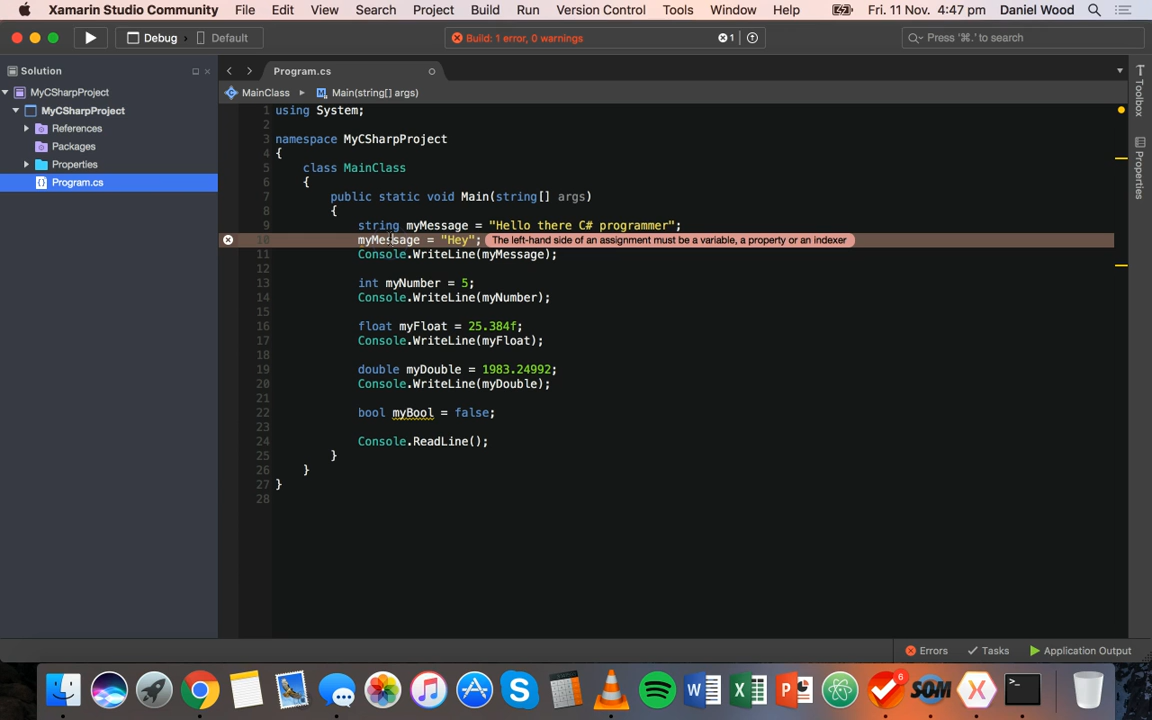 Xamarin Studio Community File Edit View Search Project Build Run Version Control Tools Window Help Fri. 11 Nov. 4:47 pm Daniel Wood
Debug Default Build: 1 error, 0 warnings 1 Press '⌘.' to search
Solution
MyCSharpProject
MyCSharpProject
References
Packages
Properties
Program.cs
Program.cs
MainClass Main(string[] args)
1 using System;
2
3 namespace MyCSharpProject
4 {
5 class MainClass
6 {
7 public static void Main(string[] args)
8 {
9 string myMessage = "Hello there C# programmer";
10 myMessage = "Hey"; The left-hand side of an assignment must be a variable, a property or an indexer
11 Console.WriteLine(myMessage);
12
13 int myNumber = 5;
14 Console.WriteLine(myNumber);
15
16 float myFloat = 25.384f;
17 Console.WriteLine(myFloat);
18
19 double myDouble = 1983.24992;
20 Console.WriteLine(myDouble);
21
22 bool myBool = false;
23
24 Console.ReadLine();
25 }
26 }
27 }
28
Toolbox
Properties
Errors Tasks Application Output
6
SOM
>_